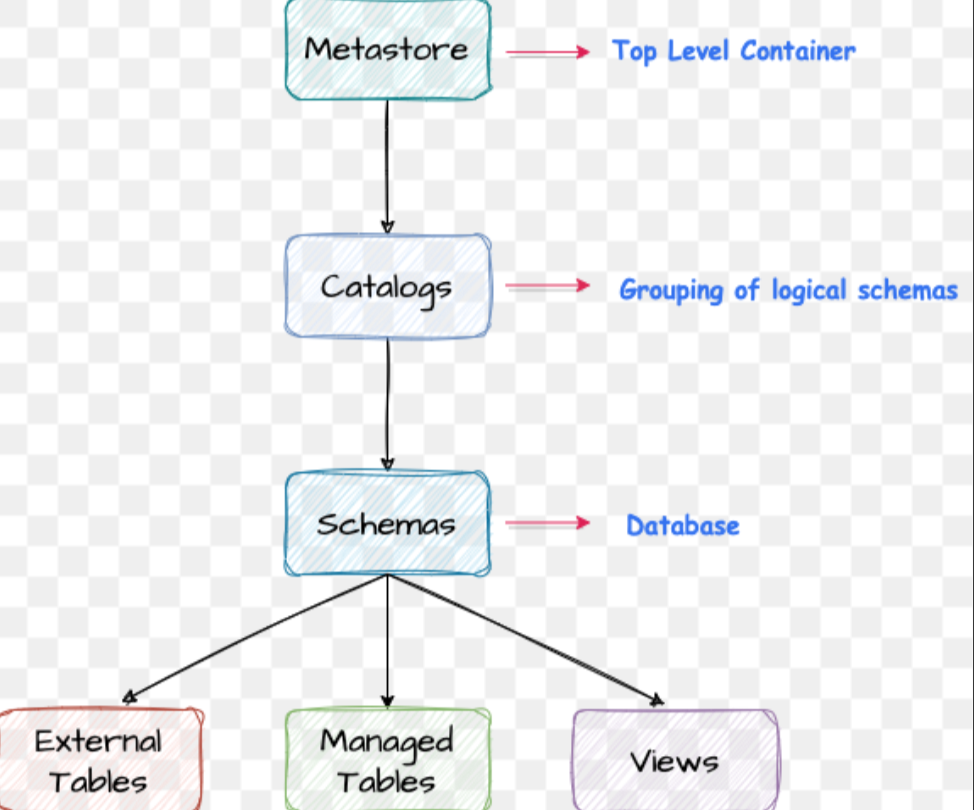 Metastore
Top Level Container
Catalogs
Grouping of logical schemas
Schemas
Database
External
Tables
Managed
Tables
Views